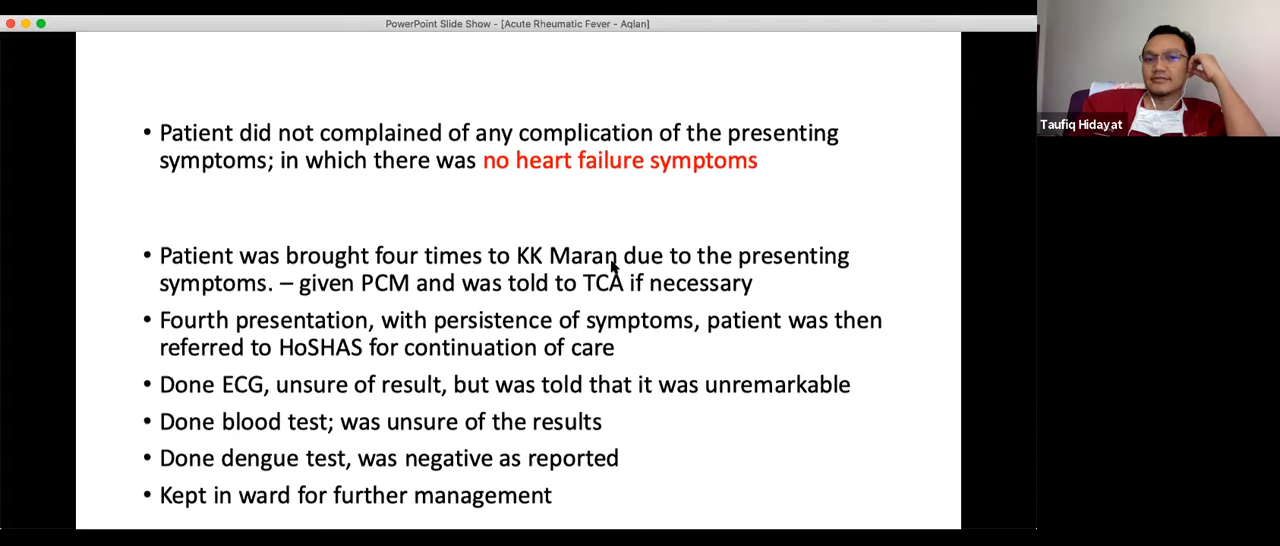 PowerPoint Slide Show - [Acute Rheumatic Fever - Aqlan]
• Patient did not complained of any complication of the presenting
symptoms; in which there was no heart failure symptoms
• Patient was brought four times to KK Maran due to the presenting
symptoms. – given PCM and was told to TCA if necessary
• Fourth presentation, with persistence of symptoms, patient was then
referred to HoSHAS for continuation of care
• Done ECG, unsure of result, but was told that it was unremarkable
• Done blood test; was unsure of the results
• Done dengue test, was negative as reported
• Kept in ward for further management
Taufiq Hidayat